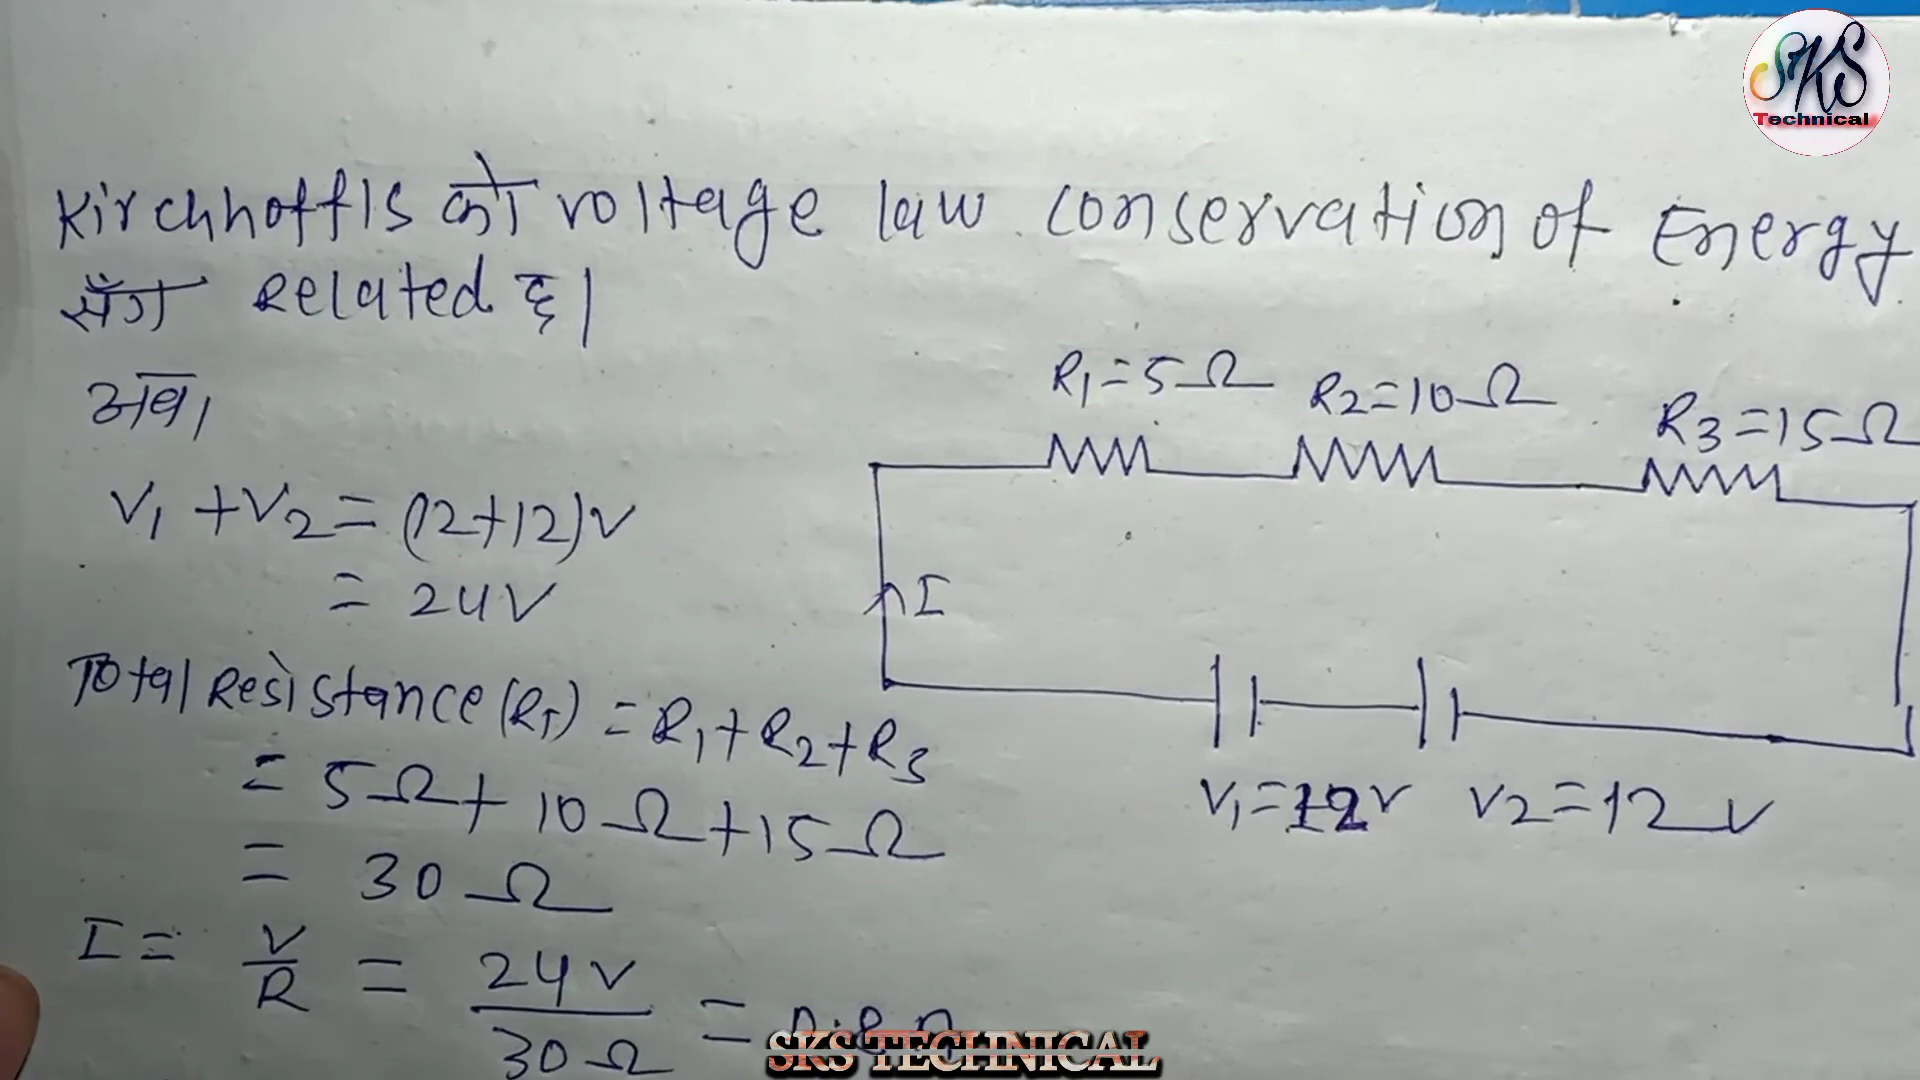 SKS
Technical
Kirchhoff's को voltage law conservation of Energy
सँग Related छ।
अब,
V1 + V2 = (12+12)V
= 24V
Total Resistance (RT) = R1 + R2 + R3
= 5Ω + 10Ω + 15Ω
= 30Ω
I = V/R = 24V/30Ω =
R1 = 5Ω
R2 = 10Ω
R3 = 15Ω
I
V1 = 12V
V2 = 12V
SKS TECHNICAL